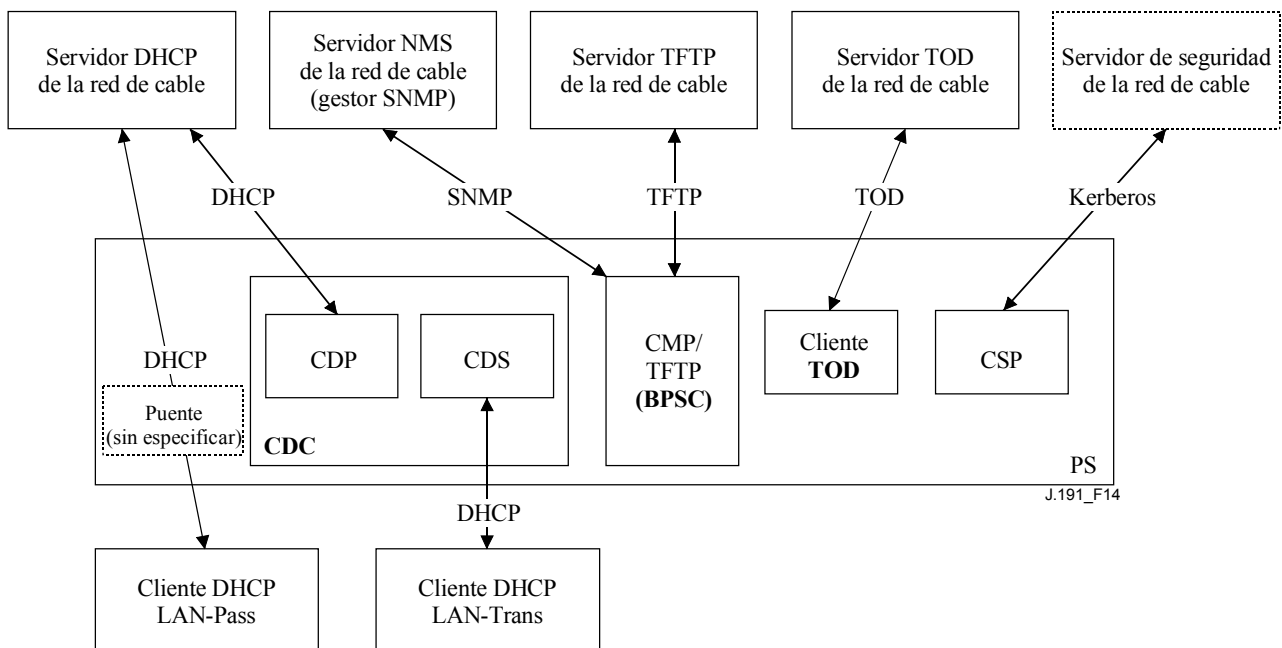 Servidor DHCP
de la red de cable
Servidor NMS
de la red de cable
(gestor SNMP)
Servidor TFTP
de la red de cable
Servidor TOD
de la red de cable
Servidor de seguridad
de la red de cable
DHCP
SNMP
TFTP
TOD
Kerberos
DHCP
Puente
(sin especificar)
CDP
CDS
CDC
CMP/
TFTP
(BPSC)
Cliente
TOD
CSP
PS
J.191_F14
DHCP
Cliente DHCP
LAN-Pass
Cliente DHCP
LAN-Trans